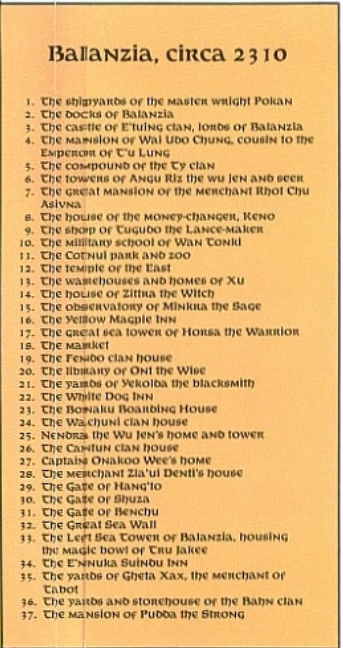 Balanzia, circa 2310
1. The shipyards of the master wright Pokan
2. The docks of Balanzia
3. The castle of E'tuing clan, lords of Balanzia
4. The mansion of Wai Udo Chung, cousin to the
Emperor of T'u Lung
5. The compound of the Ty clan
6. The towers of Angu Riz the wu jen and seer
7. The great mansion of the merchant Rhot Chu
Asivna
8. The house of the money-changer, Keno
9. The shop of Tugudo the Lance-maker
10. The military school of Wan Tonki
11. The Cotnui park and zoo
12. The temple of the East
13. The warehouses and homes of Xu
14. The house of Zittra the Witch
15. The observatory of Minkra the Sage
16. The Yellow Magpie Inn
17. The great sea tower of Horsa the Warrior
18. The market
19. The Fendo clan house
20. The library of Ont the Wise
21. The yards of Yekolba the blacksmith
22. The White Dog Inn
23. The Bonaku Boarding House
24. The Wachuni clan house
25. Nendra the Wu Jen's home and tower
26. The Cantun clan house
27. Captain Onakoo Wee's home
28. The merchant Zia'ui Denti's house
29. The Gate of Hang'to
30. The Gate of Shuza
31. The Gate of Benchu
32. The Great Sea Wall
33. The Left Sea Tower of Balanzia, housing
the magic bowl of Tru Jakee
34. The E'nnuka Suindu Inn
35. The yards of Gheta Xax, the merchant of
Tabot
36. The yards and storehouse of the Bahn clan
37. The mansion of Pudda the Strong